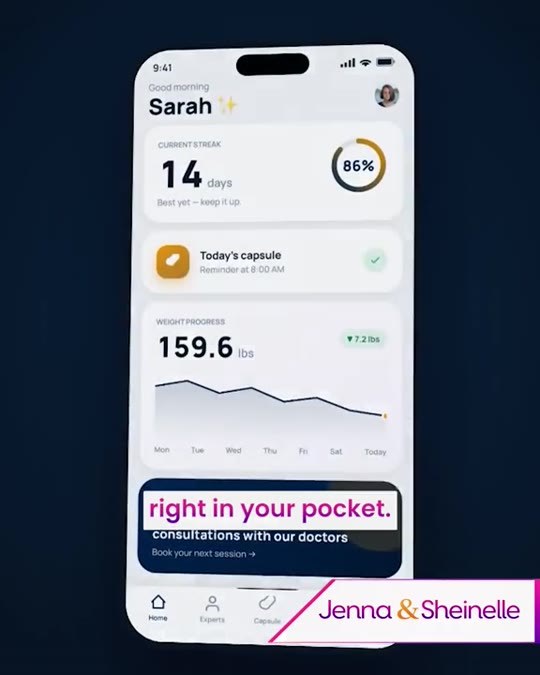 9:41
Good morning
Sarah ✨
CURRENT STREAK
14 days
86%
Best yet — keep it up.
Today's capsule
Reminder at 8:00 AM
WEIGHT PROGRESS
159.6 lbs
▼ 7.2 lbs
Mon Tue Wed Thu Fri Sat Today
right in your pocket.
consultations with our doctors
Book your next session →
Home Experts Capsule
Jenna & Sheinelle